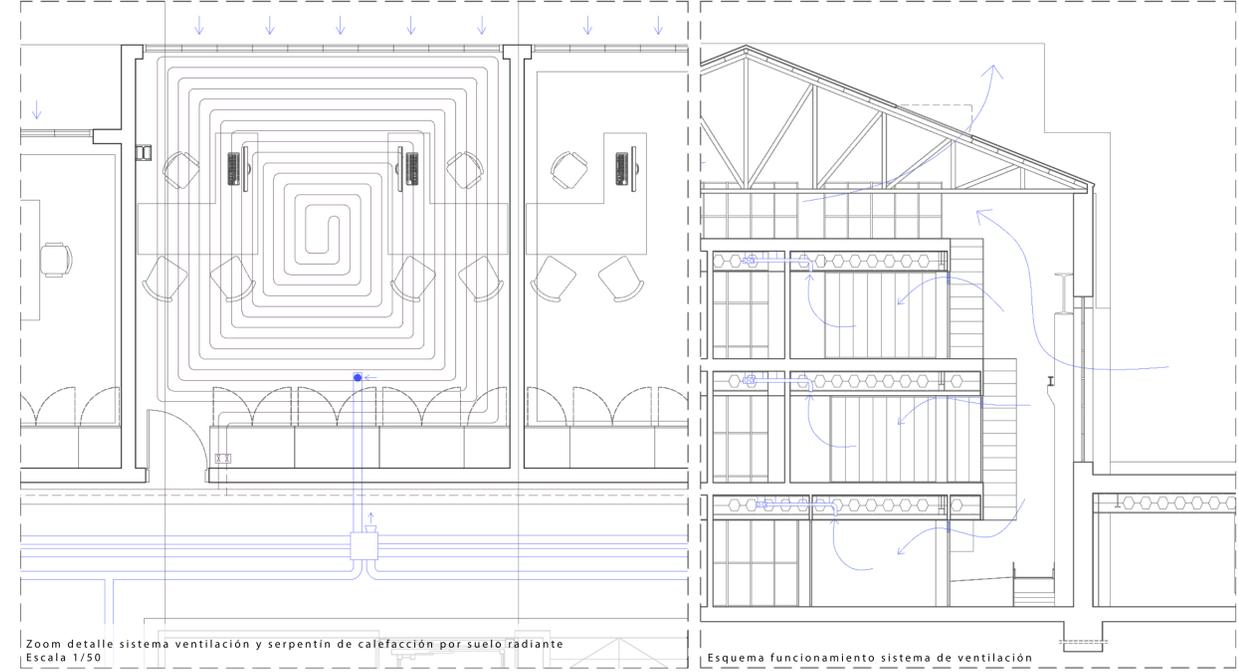 Zoom detalle sistema ventilación y serpentín de calefacción por suelo radiante
Escala 1/50
Esquema funcionamiento sistema de ventilación